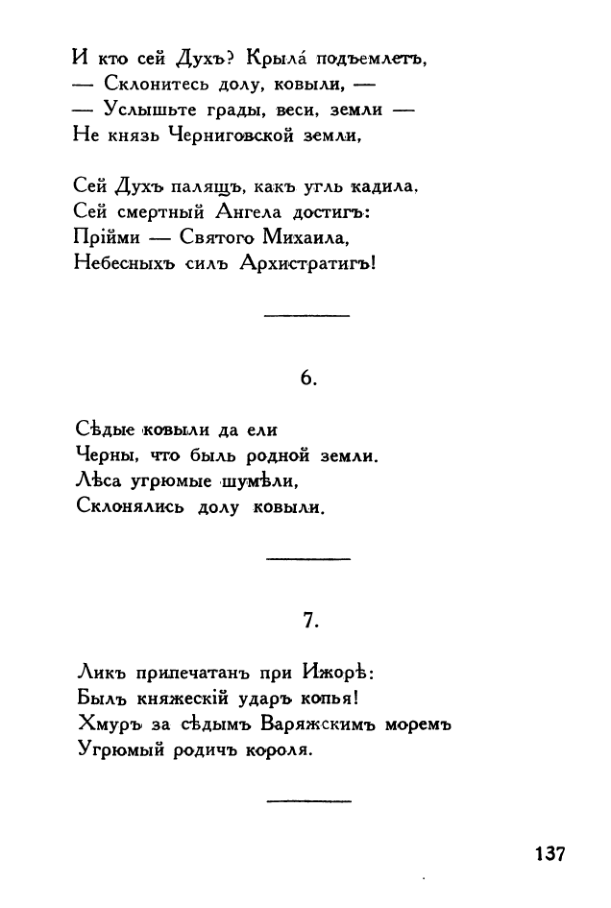 И кто сей Духъ? Крыла́ подъемлетъ,
— Склонитесь долу, ковыли, —
— Услышьте грады, веси, земли —
Не князь Черниговской земли,
Сей Духъ палящъ, какъ угль кадила,
Сей смертный Ангела достигъ:
Прійми — Святого Михаила,
Небесныхъ силъ Архистратигъ!
6.
Сѣдые ковыли да ели
Черны, что быль родной земли.
Лѣса угрюмые шумѣли,
Склонялись долу ковыли.
7.
Ликъ припечатанъ при Ижорѣ:
Былъ княжескій ударъ копья!
Хмуръ за сѣдымъ Варяжскимъ моремъ
Угрюмый родичъ короля.
137